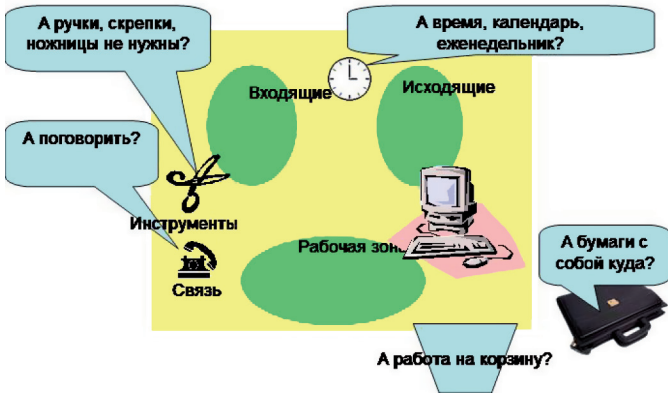 А ручки, скрепки,
ножницы не нужны?
А время, календарь,
еженедельник?
Входящие
Исходящие
А поговорить?
Инструменты
Рабочая зона
Связь
А бумаги с
собой куда?
А работа на корзину?